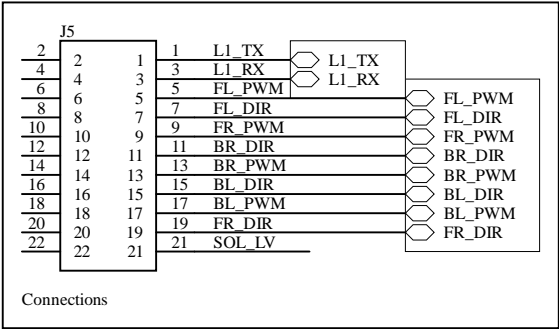 J5
2 2 1 1 L1_TX L1_TX
4 4 3 3 L1_RX L1_RX
6 6 5 5 FL_PWM FL_PWM
8 8 7 7 FL_DIR FL_DIR
10 10 9 9 FR_PWM FR_PWM
12 12 11 11 BR_DIR BR_DIR
14 14 13 13 BR_PWM BR_PWM
16 16 15 15 BL_DIR BL_DIR
18 18 17 17 BL_PWM BL_PWM
20 20 19 19 FR_DIR FR_DIR
22 22 21 21 SOL_LV
Connections